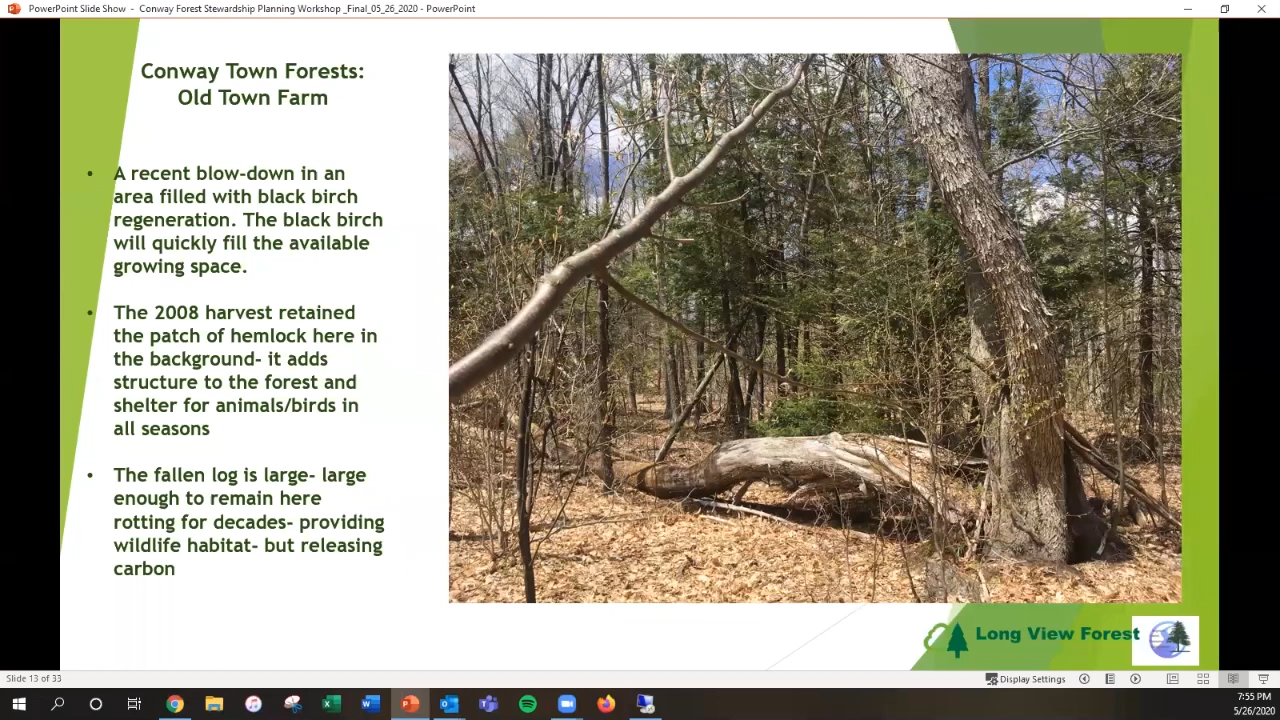 PowerPoint Slide Show - Conway Forest Stewardship Planning Workshop _Final_05_26_2020 - PowerPoint
Conway Town Forests:
Old Town Farm
• A recent blow-down in an
area filled with black birch
regeneration. The black birch
will quickly fill the available
growing space.
• The 2008 harvest retained
the patch of hemlock here in
the background- it adds
structure to the forest and
shelter for animals/birds in
all seasons
• The fallen log is large- large
enough to remain here
rotting for decades- providing
wildlife habitat- but releasing
carbon
Long View Forest
Slide 13 of 33
Display Settings
7:55 PM
5/26/2020